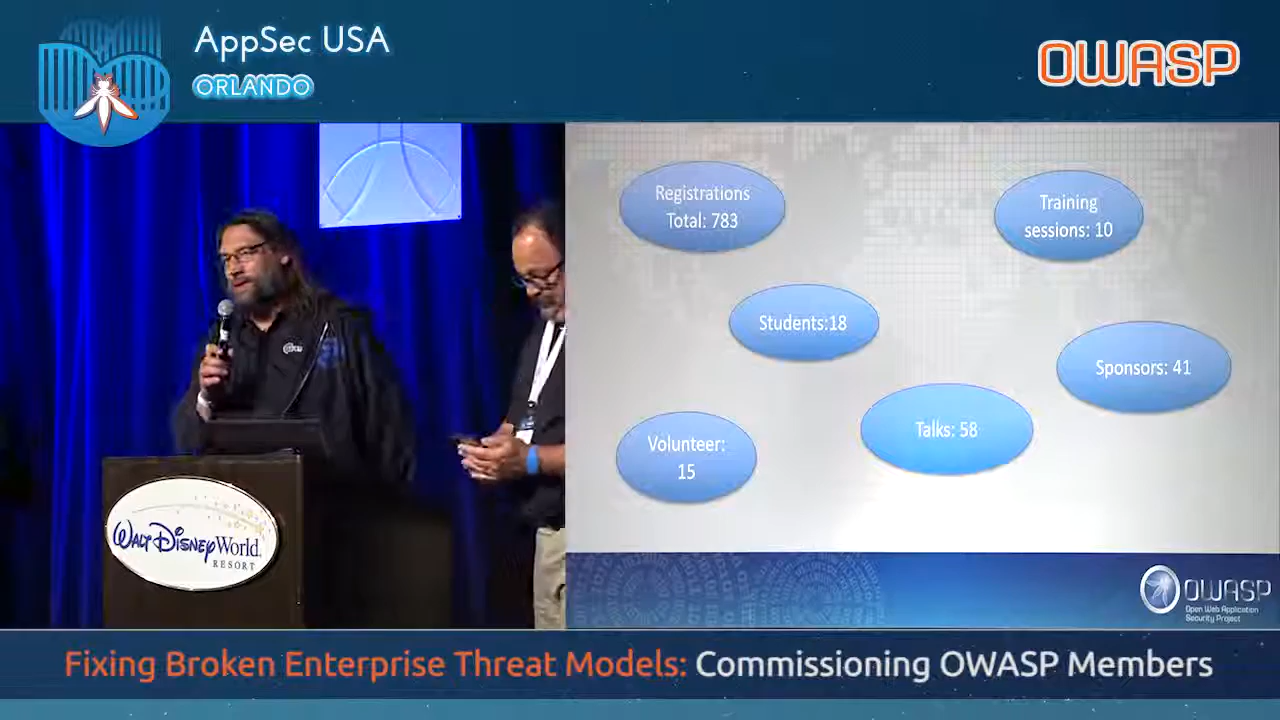 AppSec USA
ORLANDO
OWASP
Registrations
Total: 783
Training
sessions: 10
Students:18
Sponsors: 41
Talks: 58
Volunteer:
15
WALT DISNEY World.
RESORT
OWASP
Open Web Application
Security Project
Fixing Broken Enterprise Threat Models: Commissioning OWASP Members